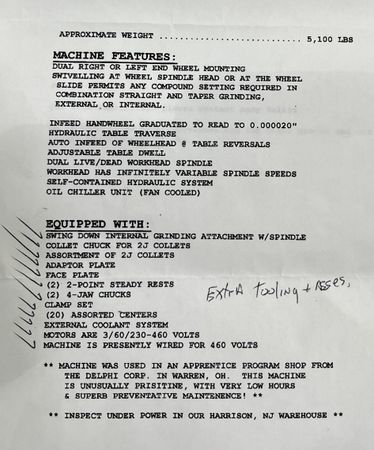 APPROXIMATE WEIGHT ............................. 5,100 LBS
MACHINE FEATURES:
DUAL RIGHT OR LEFT END WHEEL MOUNTING
SWIVELLING AT WHEEL SPINDLE HEAD OR AT THE WHEEL
SLIDE PERMITS ANY COMPOUND SETTING REQUIRED IN
COMBINATION STRAIGHT AND TAPER GRINDING,
EXTERNAL OR INTERNAL.
INFEED HANDWHEEL GRADUATED TO READ TO 0.000020"
HYDRAULIC TABLE TRAVERSE
AUTO INFEED OF WHEELHEAD @ TABLE REVERSALS
ADJUSTABLE TABLE DWELL
DUAL LIVE/DEAD WORKHEAD SPINDLE
WORKHEAD HAS INFINITELY VARIABLE SPINDLE SPEEDS
SELF-CONTAINED HYDRAULIC SYSTEM
OIL CHILLER UNIT (FAN COOLED)
EQUIPPED WITH:
SWING DOWN INTERNAL GRINDING ATTACHMENT W/SPINDLE
COLLET CHUCK FOR 2J COLLETS
ASSORTMENT OF 2J COLLETS
ADAPTOR PLATE
FACE PLATE
(2) 2-POINT STEADY RESTS
(2) 4-JAW CHUCKS
CLAMP SET
(20) ASSORTED CENTERS
EXTERNAL COOLANT SYSTEM
MOTORS ARE 3/60/230-460 VOLTS
MACHINE IS PRESENTLY WIRED FOR 460 VOLTS
Extra tooling +
** MACHINE WAS USED IN AN APPRENTICE PROGRAM SHOP FROM
THE DELPHI CORP. IN WARREN, OH. THIS MACHINE
IS UNUSUALLY PRISITINE, WITH VERY LOW HOURS
& SUPERB PREVENTATIVE MAINTENENCE! **
** INSPECT UNDER POWER IN OUR HARRISON, NJ WAREHOUSE **